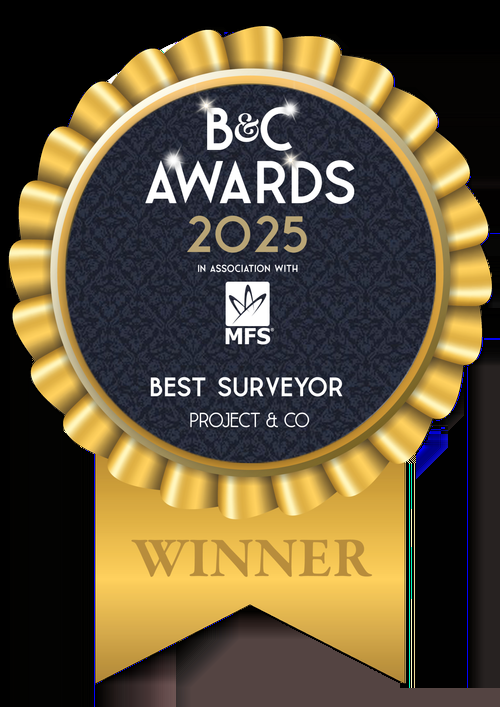 B&C
AWARDS
2025
IN ASSOCIATION WITH
MFS®
BEST SURVEYOR
PROJECT & CO
WINNER